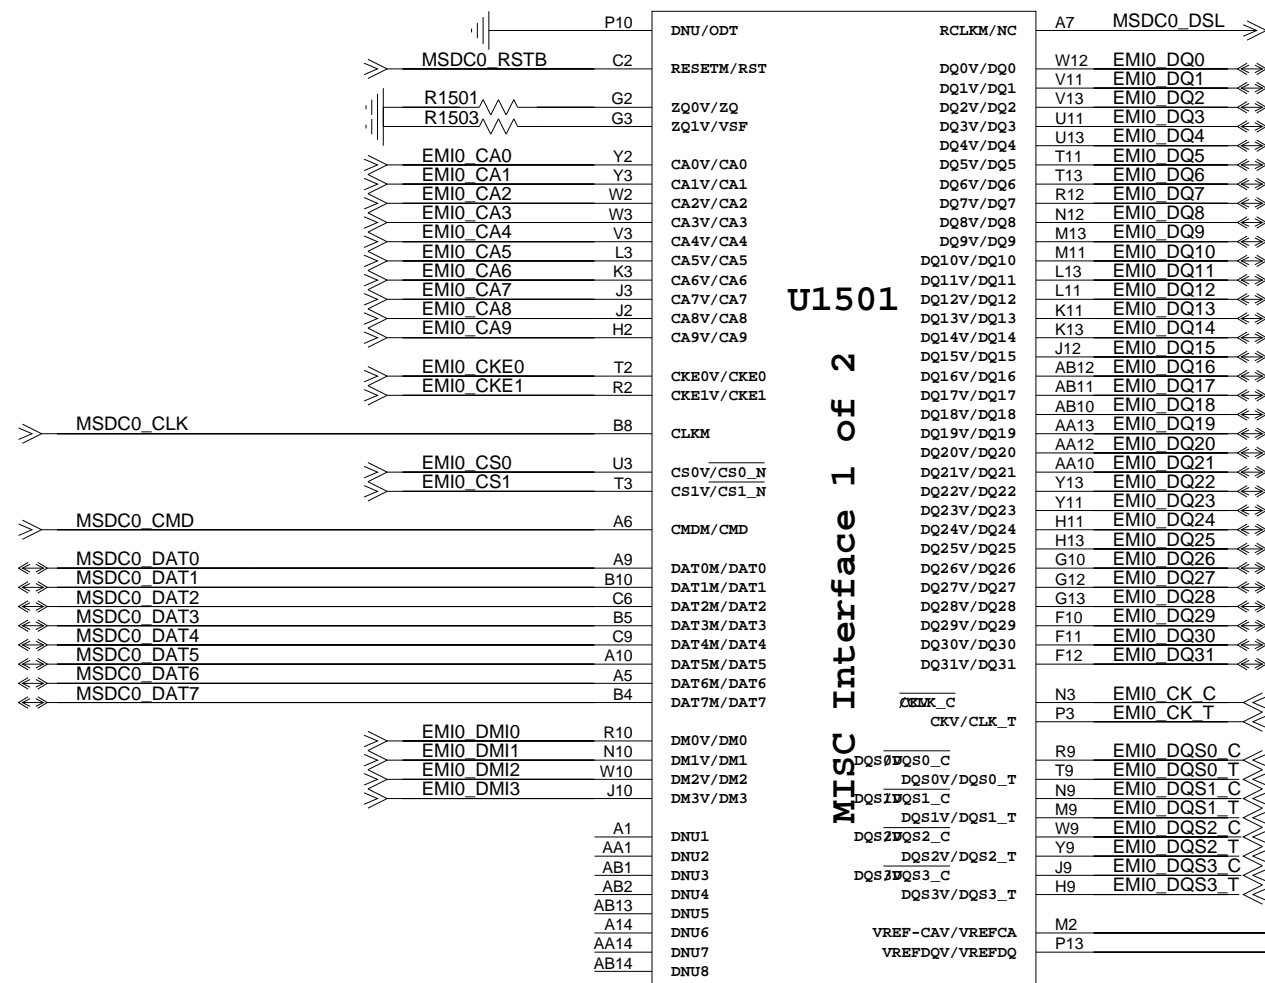 P10 DNU/ODT RCLKM/NC A7 MSDC0_DSL
MSDC0_RSTB C2 RESETM/RST DQ0V/DQ0 W12 EMI0_DQ0
DQ1V/DQ1 V11 EMI0_DQ1
R1501 G2 ZQ0V/ZQ DQ2V/DQ2 V13 EMI0_DQ2
R1503 G3 ZQ1V/VSF DQ3V/DQ3 U11 EMI0_DQ3
DQ4V/DQ4 U13 EMI0_DQ4
EMI0_CA0 Y2 CA0V/CA0 DQ5V/DQ5 T11 EMI0_DQ5
EMI0_CA1 Y3 CA1V/CA1 DQ6V/DQ6 T13 EMI0_DQ6
EMI0_CA2 W2 CA2V/CA2 DQ7V/DQ7 R12 EMI0_DQ7
EMI0_CA3 W3 CA3V/CA3 DQ8V/DQ8 N12 EMI0_DQ8
EMI0_CA4 V3 CA4V/CA4 DQ9V/DQ9 M13 EMI0_DQ9
EMI0_CA5 L3 CA5V/CA5 DQ10V/DQ10 M11 EMI0_DQ10
EMI0_CA6 K3 CA6V/CA6 DQ11V/DQ11 L13 EMI0_DQ11
EMI0_CA7 J3 CA7V/CA7 DQ12V/DQ12 L11 EMI0_DQ12
U1501
EMI0_CA8 J2 CA8V/CA8 DQ13V/DQ13 K11 EMI0_DQ13
EMI0_CA9 H2 CA9V/CA9 DQ14V/DQ14 K13 EMI0_DQ14
DQ15V/DQ15 J12 EMI0_DQ15
EMI0_CKE0 T2 CKE0V/CKE0 DQ16V/DQ16 AB12 EMI0_DQ16
EMI0_CKE1 R2 CKE1V/CKE1 DQ17V/DQ17 AB11 EMI0_DQ17
DQ18V/DQ18 AB10 EMI0_DQ18
MSDC0_CLK B8 CLKM DQ19V/DQ19 AA13 EMI0_DQ19
DQ20V/DQ20 AA12 EMI0_DQ20
EMI0_CS0 U3 CS0V/CS0_N DQ21V/DQ21 AA10 EMI0_DQ21
EMI0_CS1 T3 CS1V/CS1_N DQ22V/DQ22 Y13 EMI0_DQ22
DQ23V/DQ23 Y11 EMI0_DQ23
MSDC0_CMD A6 CMDM/CMD DQ24V/DQ24 H11 EMI0_DQ24
DQ25V/DQ25 H13 EMI0_DQ25
MSDC0_DAT0 A9 DAT0M/DAT0 DQ26V/DQ26 G10 EMI0_DQ26
MSDC0_DAT1 B10 DAT1M/DAT1 DQ27V/DQ27 G12 EMI0_DQ27
MSDC0_DAT2 C6 DAT2M/DAT2 DQ28V/DQ28 G13 EMI0_DQ28
MSDC0_DAT3 B5 DAT3M/DAT3 DQ29V/DQ29 F10 EMI0_DQ29
MSDC0_DAT4 C9 DAT4M/DAT4 DQ30V/DQ30 F11 EMI0_DQ30
MSDC0_DAT5 A10 DAT5M/DAT5 DQ31V/DQ31 F12 EMI0_DQ31
MSDC0_DAT6 A5 DAT6M/DAT6
MSDC0_DAT7 B4 DAT7M/DAT7 N3 EMI0_CK_C
CKV/CLK_T P3 EMI0_CK_T
MISC Interface 1 of 2
EMI0_DMI0 R10 DM0V/DM0
EMI0_DMI1 N10 DM1V/DM1 DQS0_C R9 EMI0_DQS0_C
EMI0_DMI2 W10 DM2V/DM2 DQS0V/DQS0_T T9 EMI0_DQS0_T
EMI0_DMI3 J10 DM3V/DM3 DQS1_C N9 EMI0_DQS1_C
DQS1V/DQS1_T M9 EMI0_DQS1_T
A1 DNU1 DQS2_C W9 EMI0_DQS2_C
AA1 DNU2 DQS2V/DQS2_T Y9 EMI0_DQS2_T
AB1 DNU3 DQS3_C J9 EMI0_DQS3_C
AB2 DNU4 DQS3V/DQS3_T H9 EMI0_DQS3_T
AB13 DNU5
A14 DNU6 VREF-CAV/VREFCA M2
AA14 DNU7 VREFDQV/VREFDQ P13
AB14 DNU8